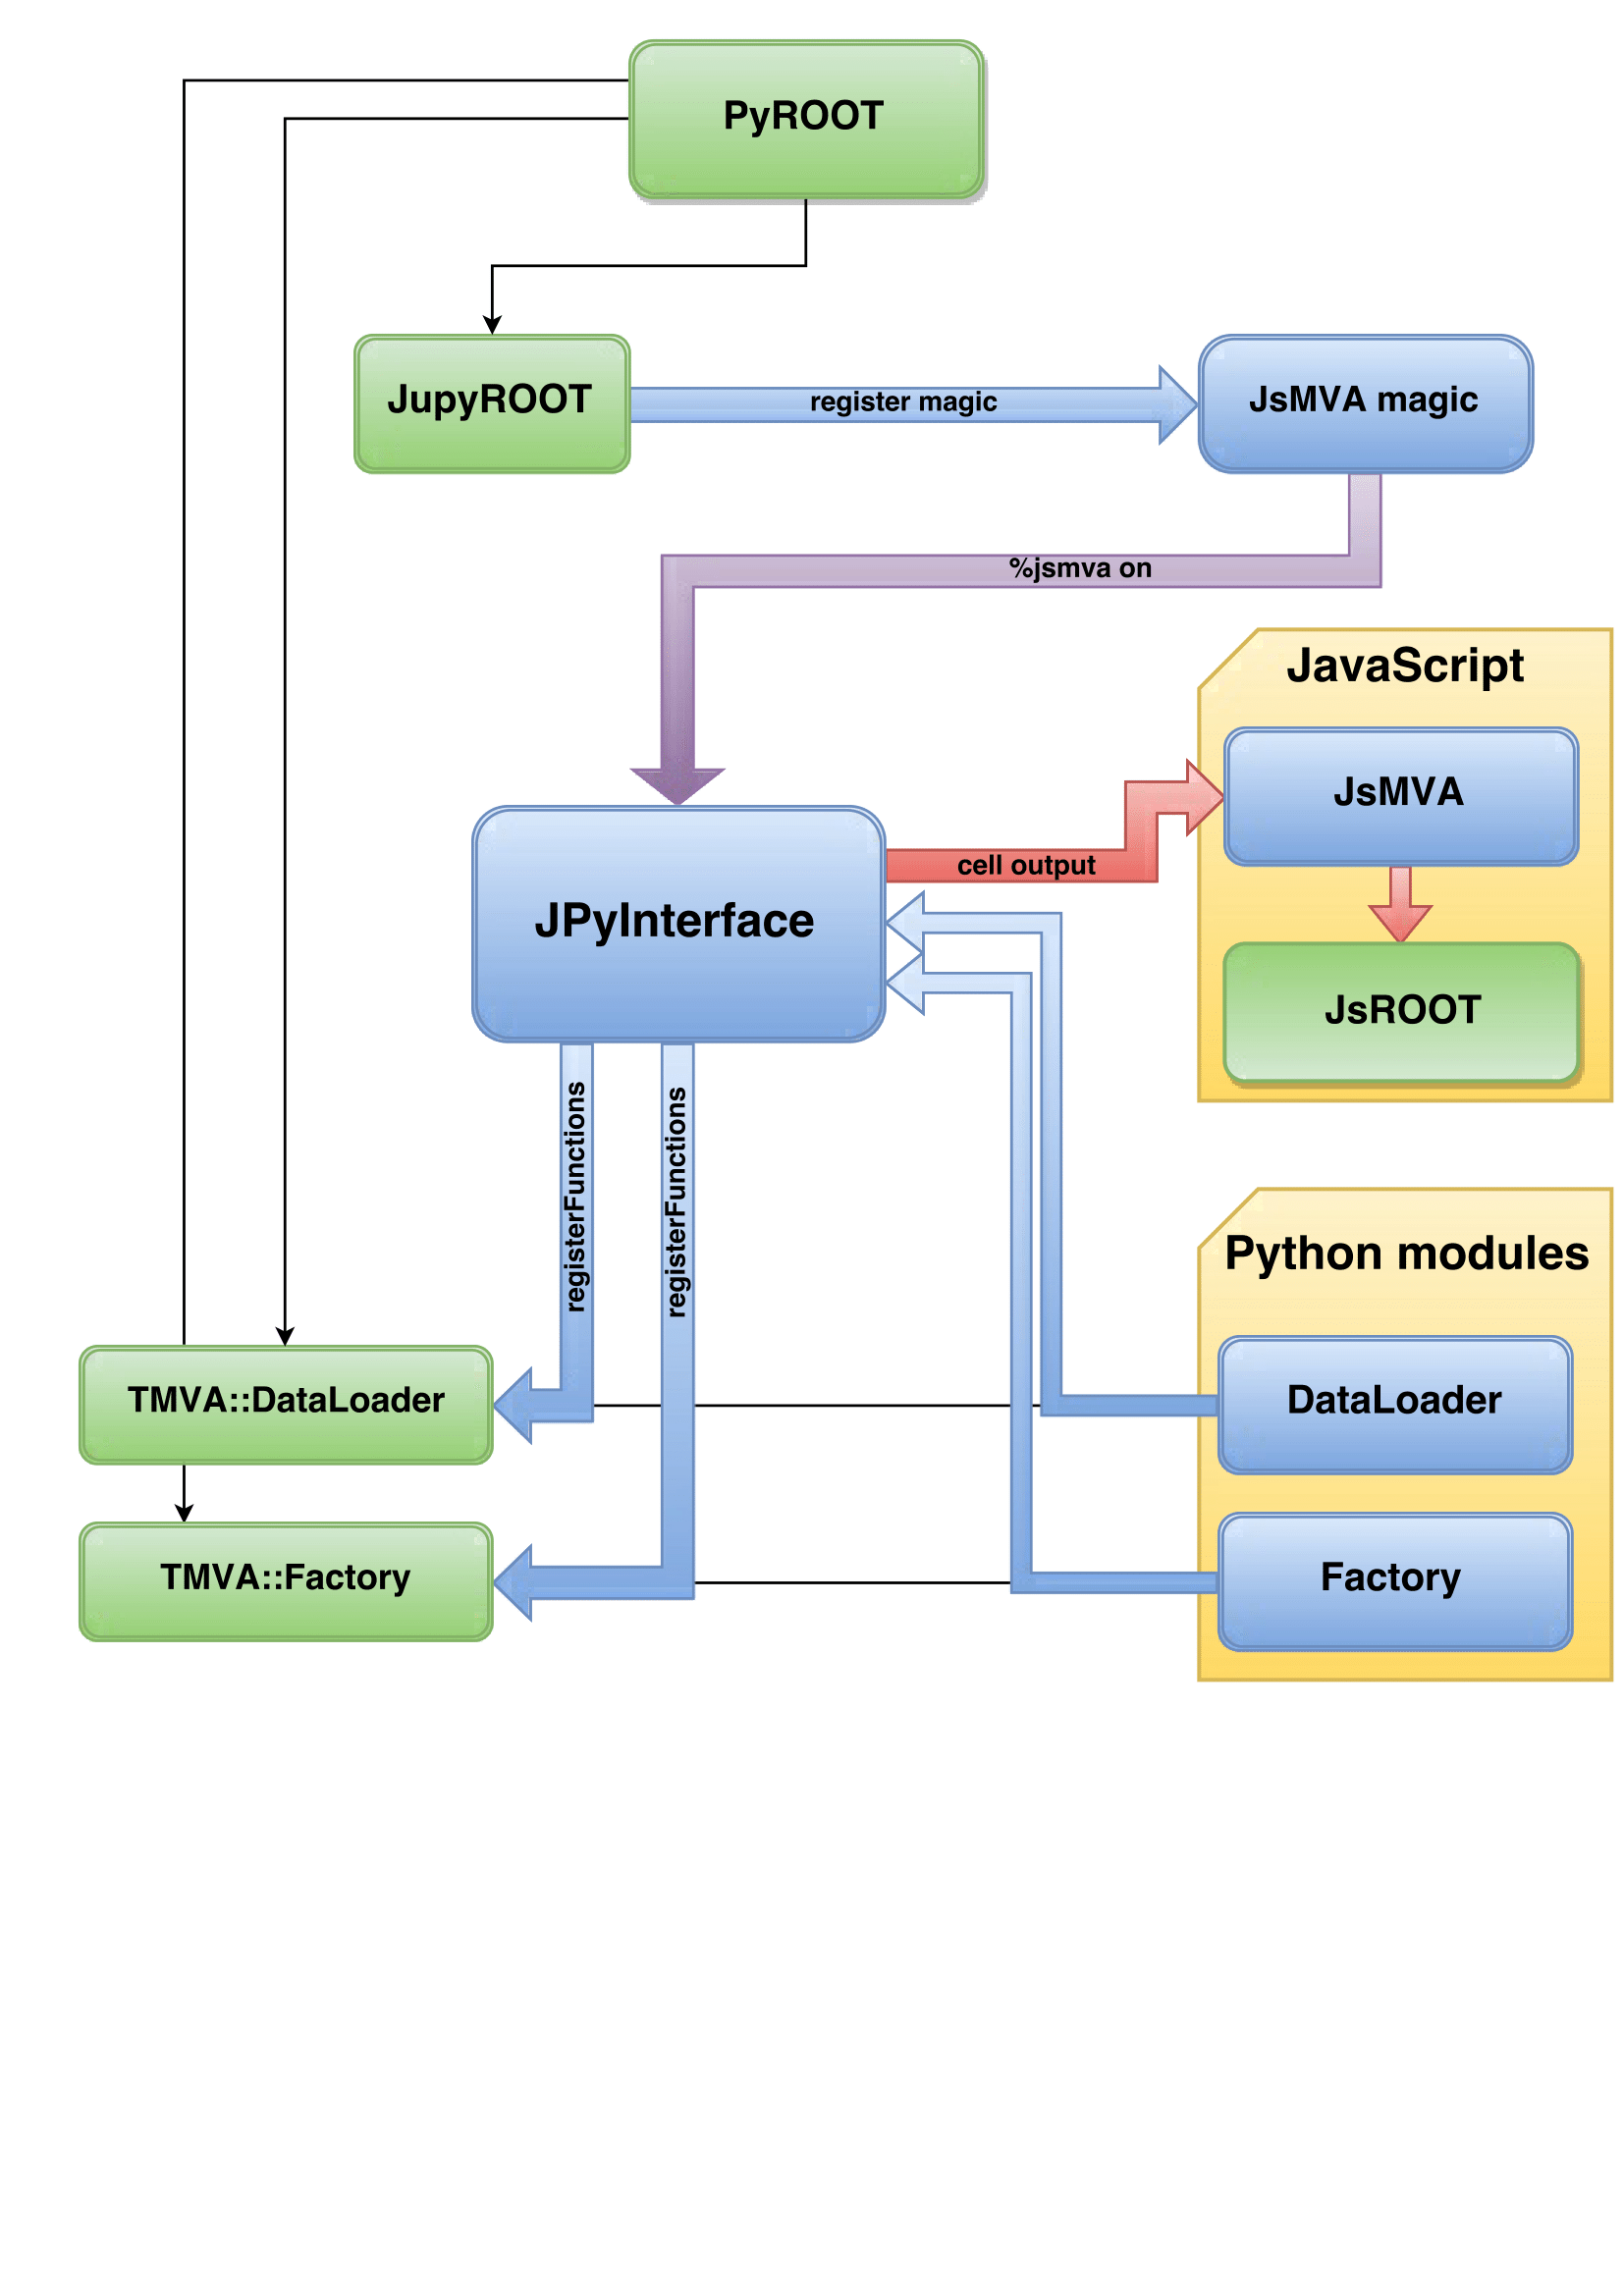 PyROOT
JupyROOT
register magic
JsMVA magic
%jsmva on
JavaScript
JsMVA
cell output
JPyInterface
JsROOT
registerFunctions
registerFunctions
Python modules
TMVA::DataLoader
DataLoader
TMVA::Factory
Factory